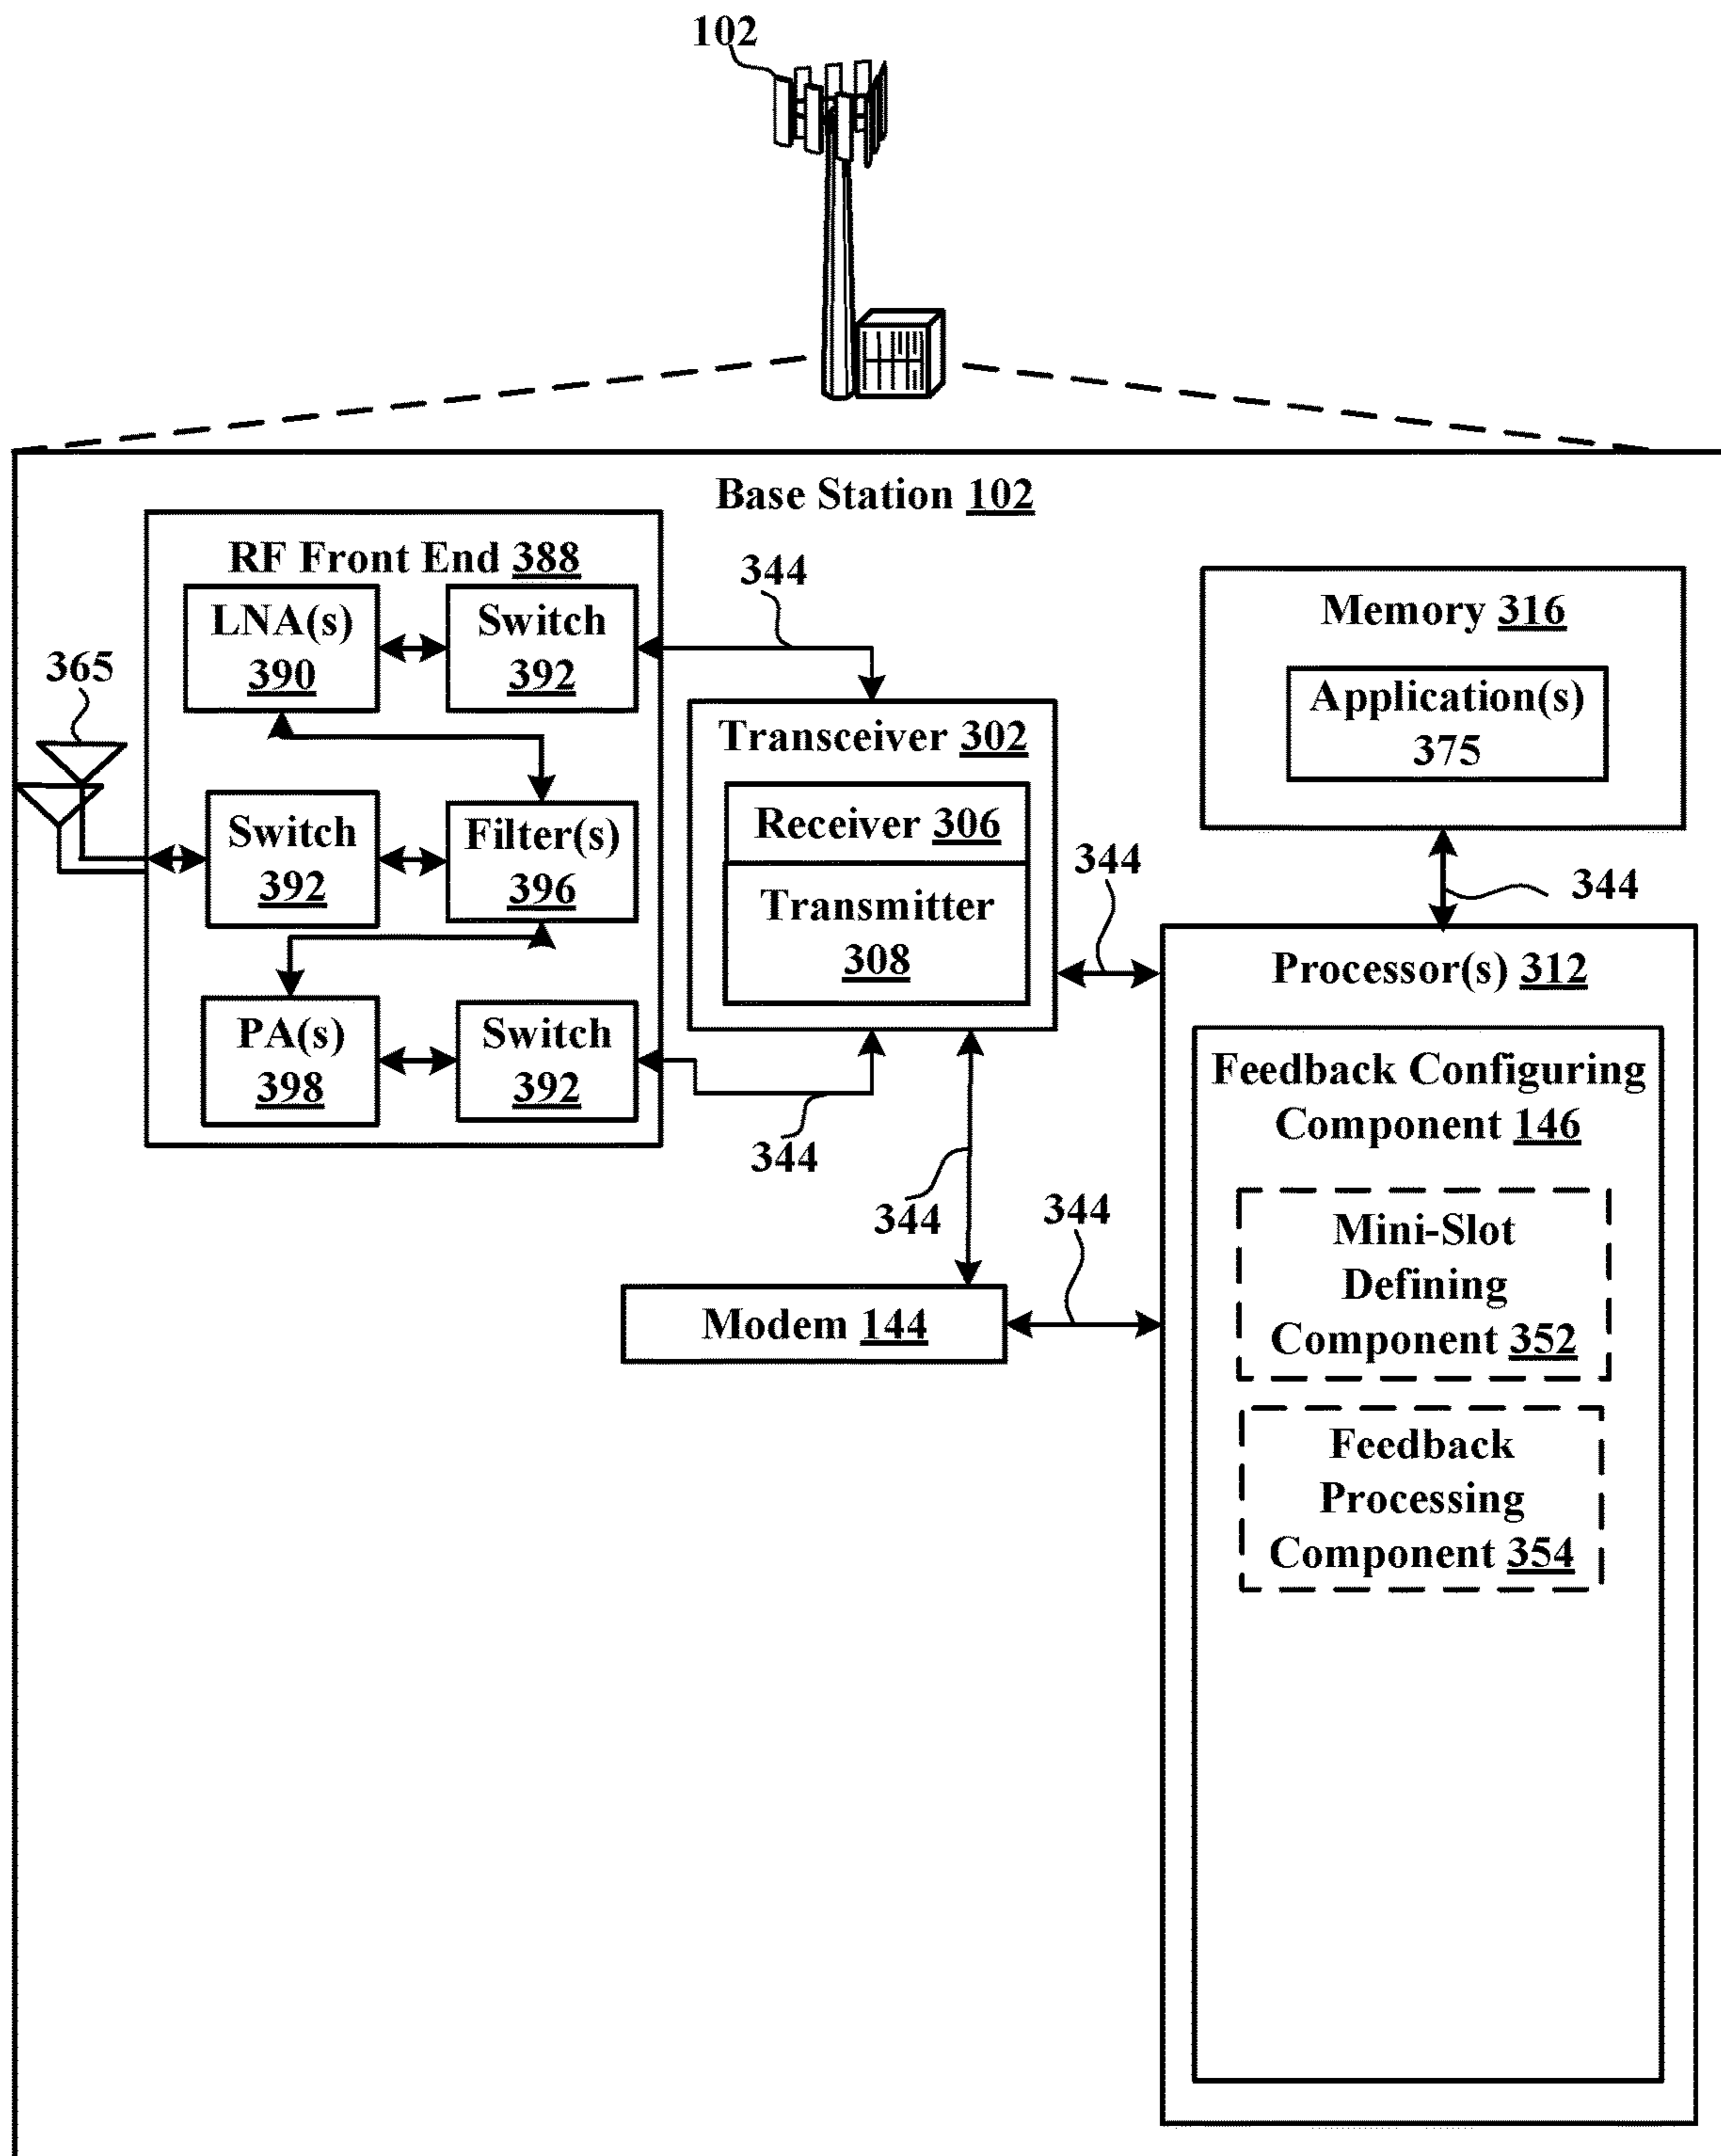 102
Base Station 102
RF Front End 388
LNA(s)
390
Switch
392
344
365
Switch
392
Filter(s)
396
PA(s)
398
Switch
392
344
Transceiver 302
Receiver 306
Transmitter
308
344
344
Modem 144
344
Memory 316
Application(s)
375
344
Processor(s) 312
Feedback Configuring
Component 146
Mini-Slot
Defining
Component 352
Feedback
Processing
Component 354